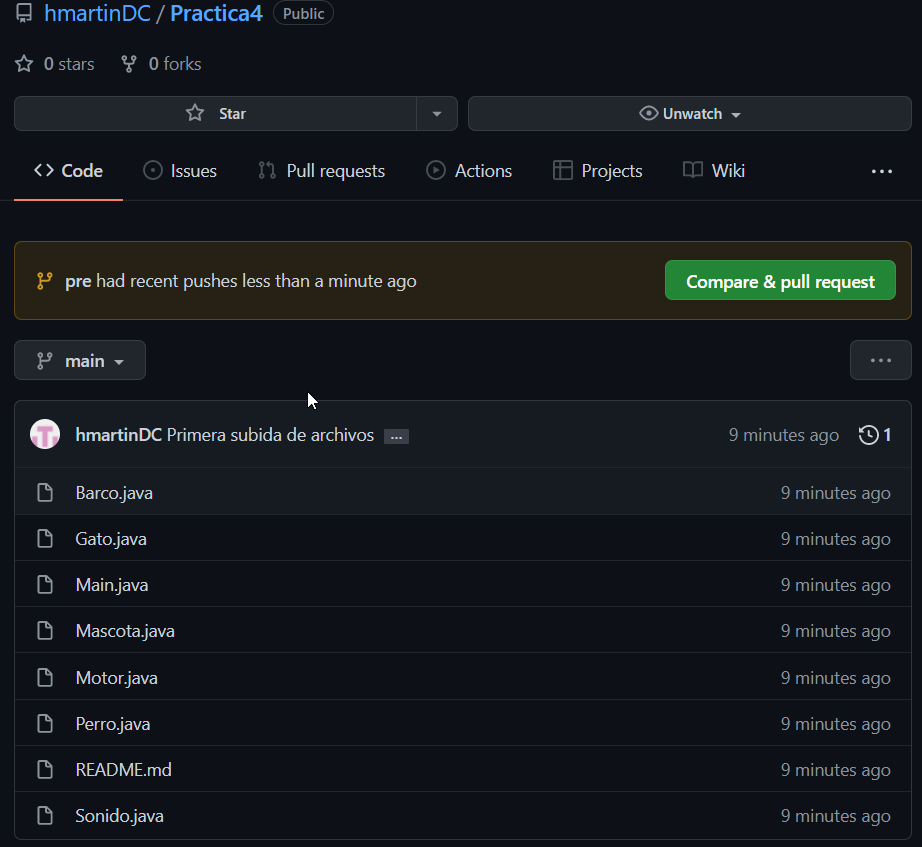 hmartinDC / Practica4 Public
0 stars 0 forks
Star Unwatch
Code Issues Pull requests Actions Projects Wiki ...
pre had recent pushes less than a minute ago Compare & pull request
main ...
hmartinDC Primera subida de archivos ... 9 minutes ago 1
Barco.java 9 minutes ago
Gato.java 9 minutes ago
Main.java 9 minutes ago
Mascota.java 9 minutes ago
Motor.java 9 minutes ago
Perro.java 9 minutes ago
README.md 9 minutes ago
Sonido.java 9 minutes ago